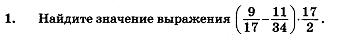 1. Найдите значение выражения (9/17 − 11/34) · 17/2 .